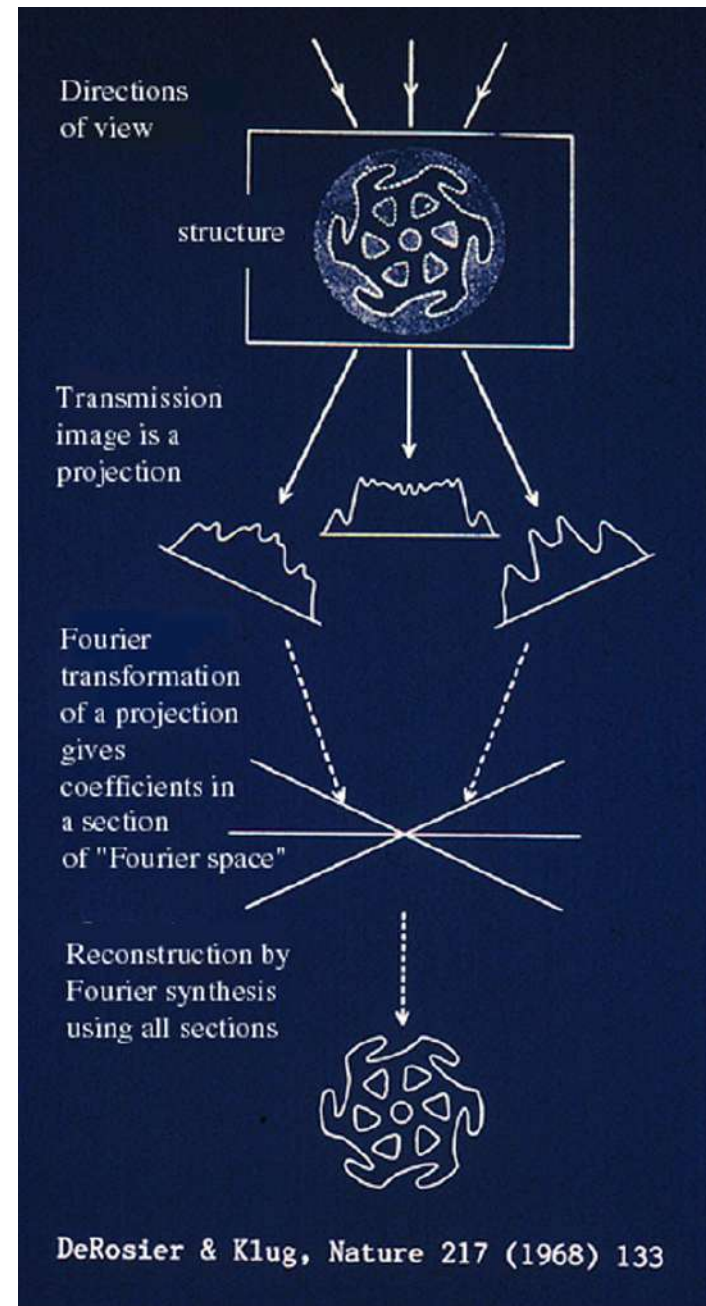 Directions
of view
structure
Transmission
image is a
projection
Fourier
transformation
of a projection
gives
coefficients in
a section
of "Fourier space"
Reconstruction by
Fourier synthesis
using all sections
DeRosier & Klug, Nature 217 (1968) 133